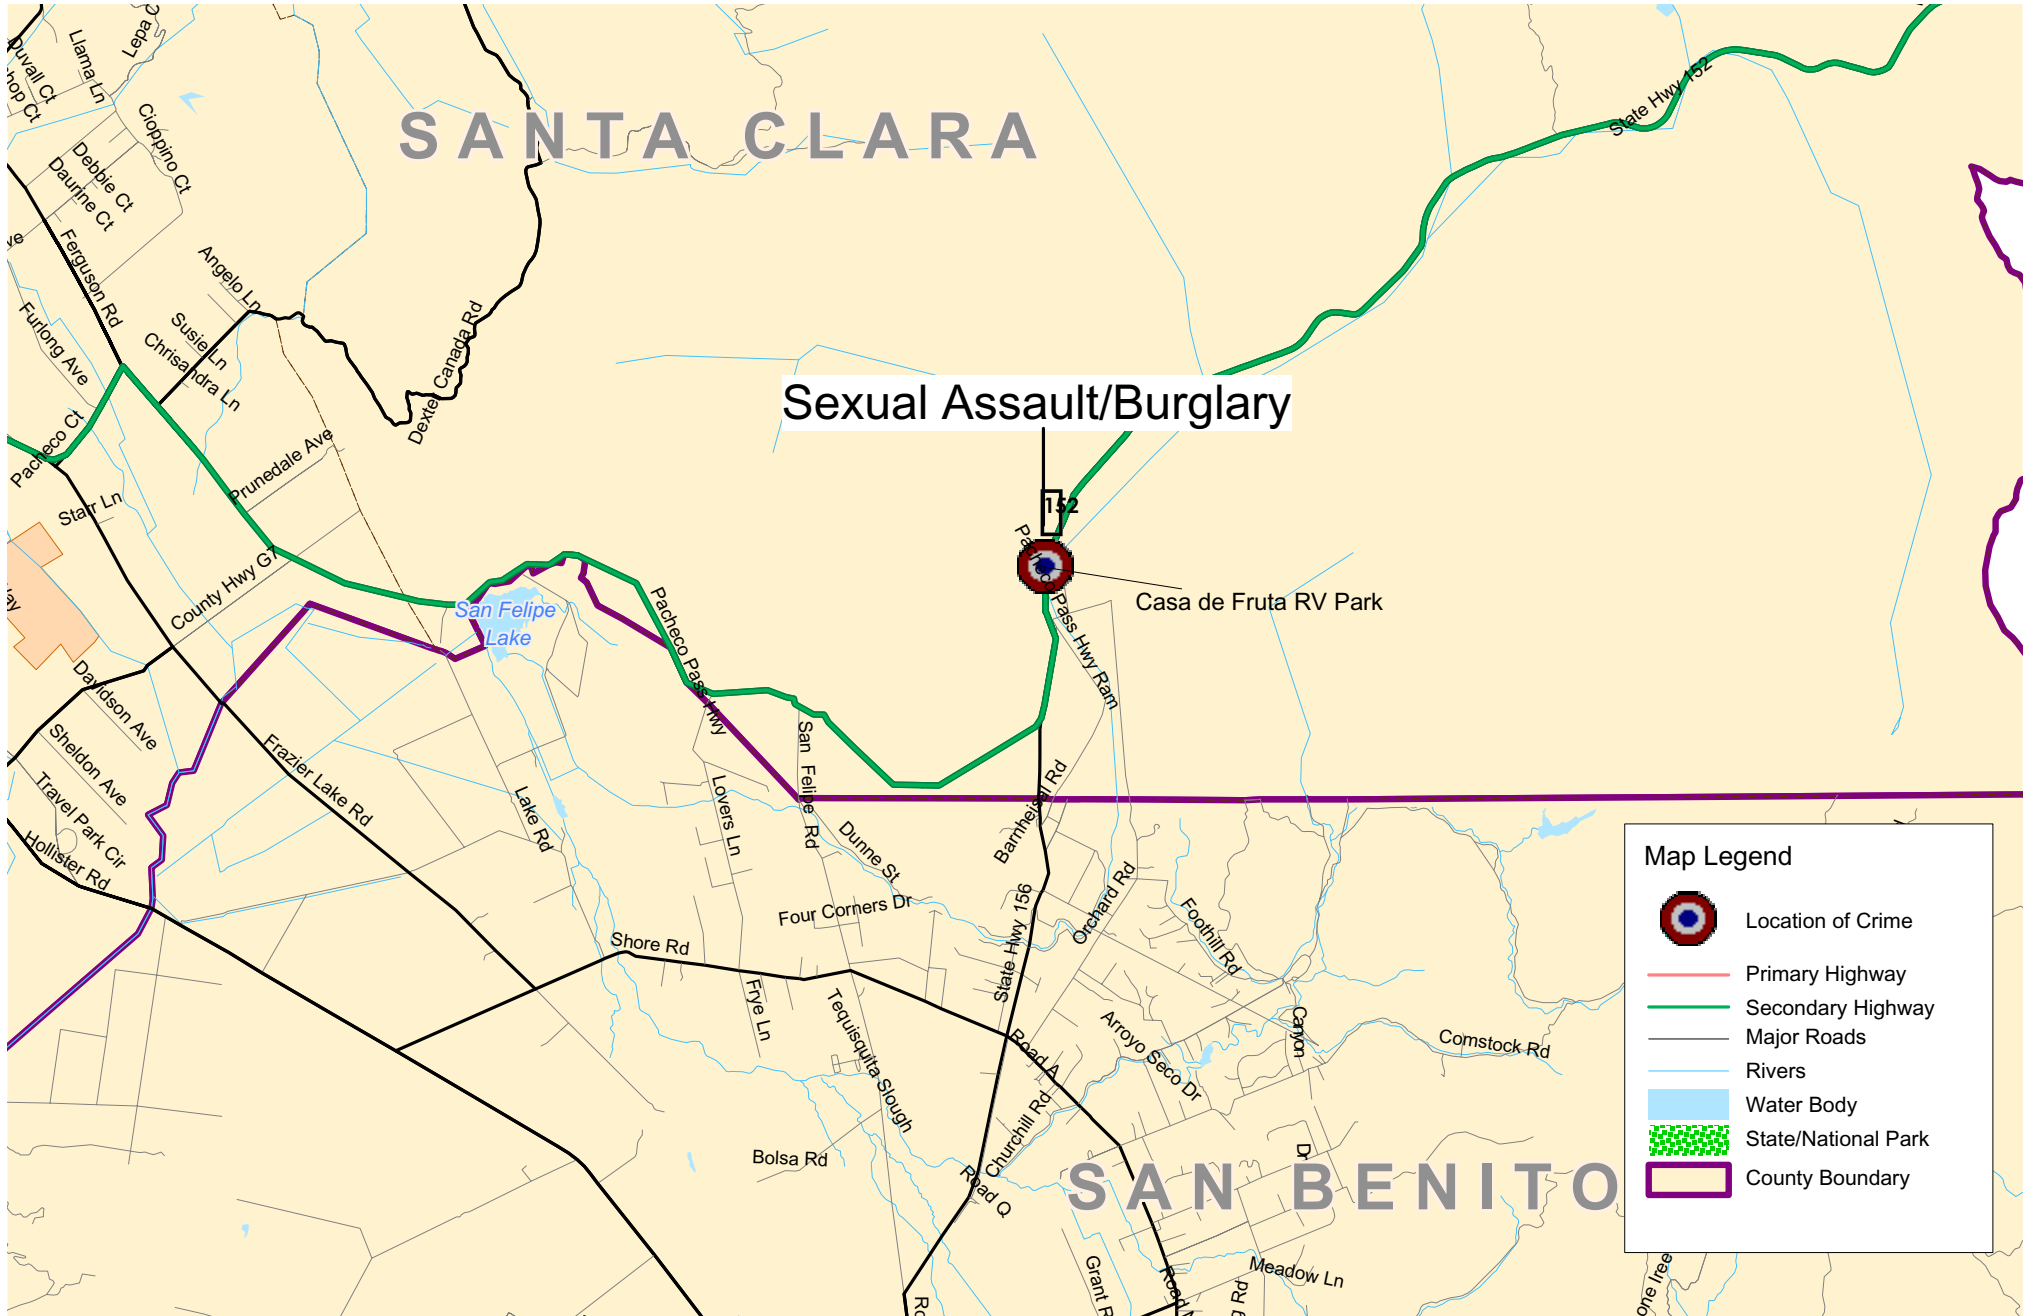 Duvall Ct
Llama Ln
Cioppino Ct
Debbie Ct
Daurine Ct
SANTA CLARA
State Hwy 152
Ferguson Rd
Angelo Ln
Furlong Ave
Susie Ln
Chrisandra Ln
Dexter Canada Rd
Sexual Assault/Burglary
Pacheco Ct
Prunedale Ave
Starr Ln
152
County Hwy G7
San Felipe
Lake
Pacheco Pass Hwy
Pacheco Pass Hwy Ram
Casa de Fruta RV Park
Davidson Ave
Sheldon Ave
Travel Park Cir
Hollister Rd
Frazier Lake Rd
Lake Rd
Lovers Ln
San Felipe Rd
Dunne St
Barnheisel Rd
Four Corners Dr
Shore Rd
State Hwy 156
Orchard Rd
Foothill Rd
Frye Ln
Tequisquita Slough
Road A
Arroyo Seco Dr
Canyon
Comstock Rd
Churchill Rd
Bolsa Rd
Road Q
Dr
SAN BENITO
Meadow Ln
Map Legend
Location of Crime
Primary Highway
Secondary Highway
Major Roads
Rivers
Water Body
State/National Park
County Boundary